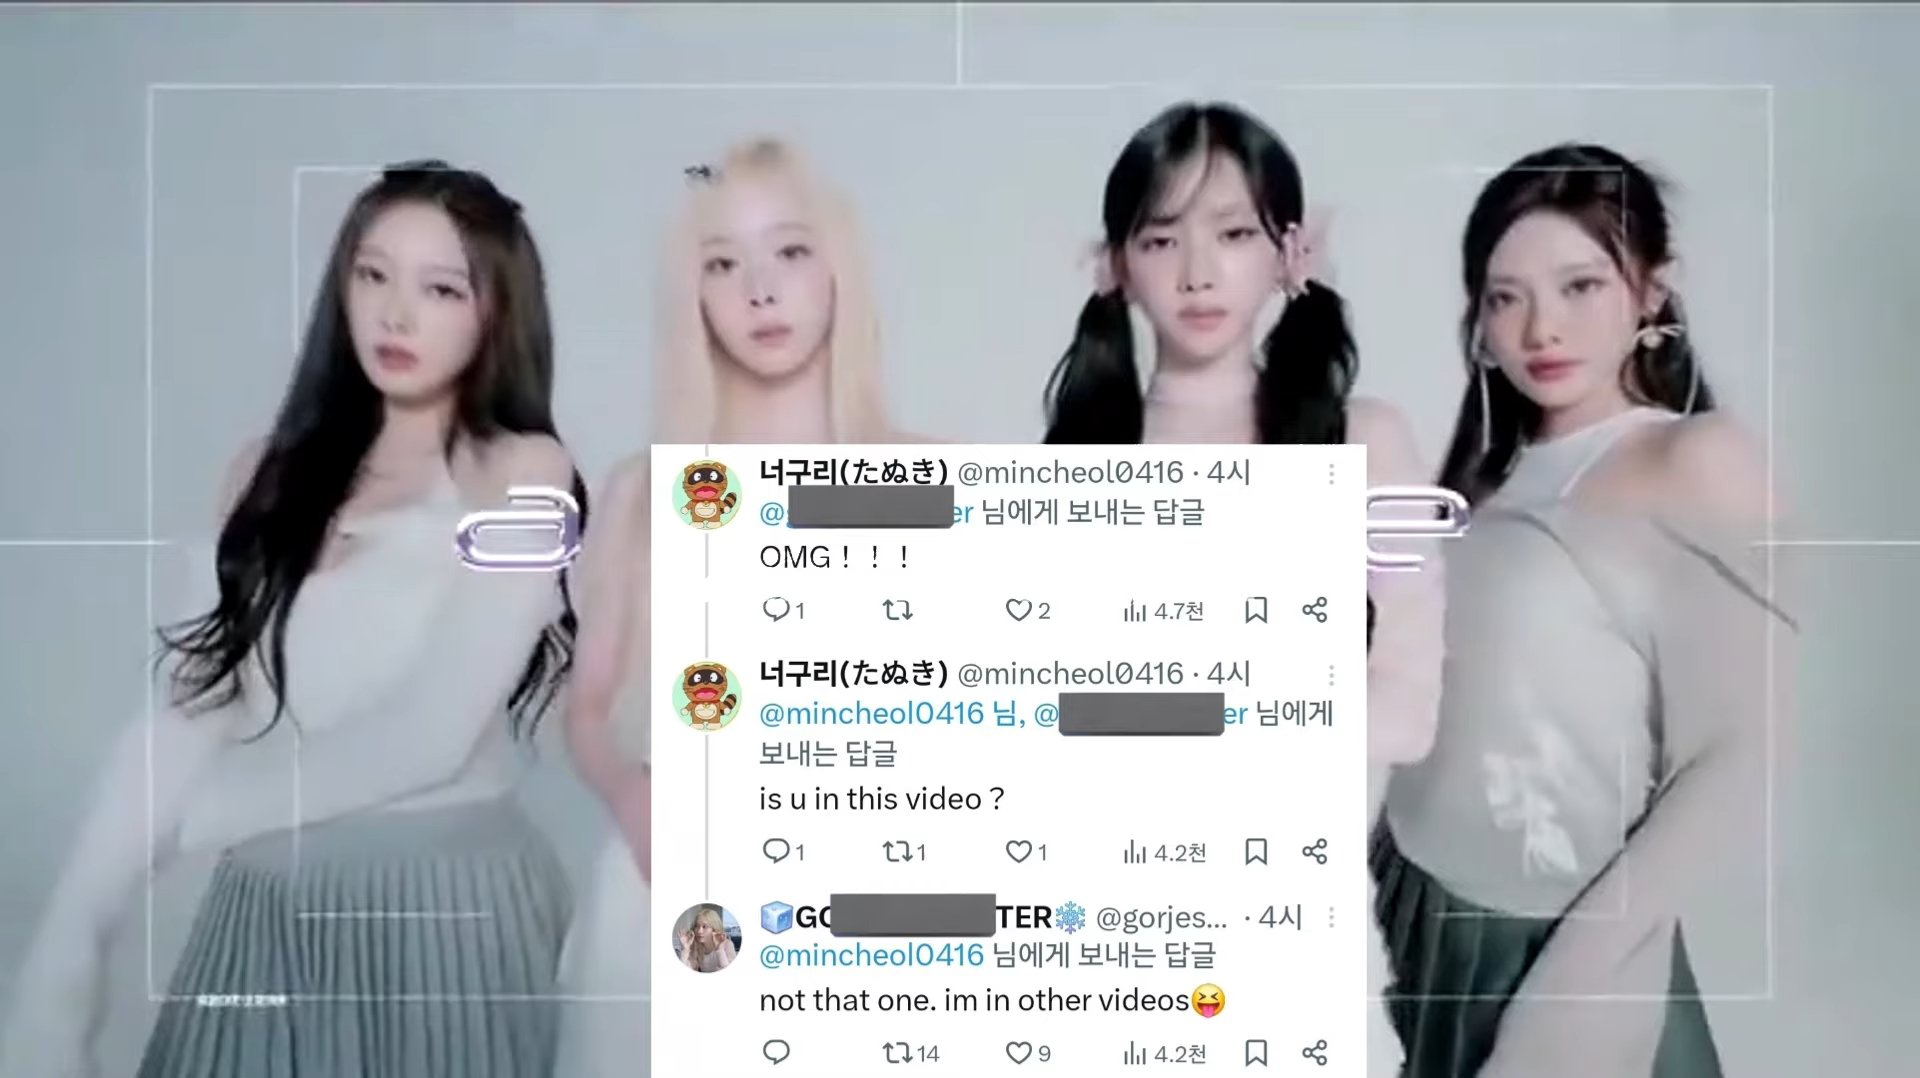 너구리(たぬき) @mincheol0416 · 4시
@g er 님에게 보내는 답글
OMG！！！
1 2 4.7천
너구리(たぬき) @mincheol0416 · 4시
@mincheol0416 님, @ er 님에게
보내는 답글
is u in this video ?
1 1 1 4.2천
GO TER @gorjes... · 4시
@mincheol0416 님에게 보내는 답글
not that one. im in other videos😝
14 9 4.2천
a e